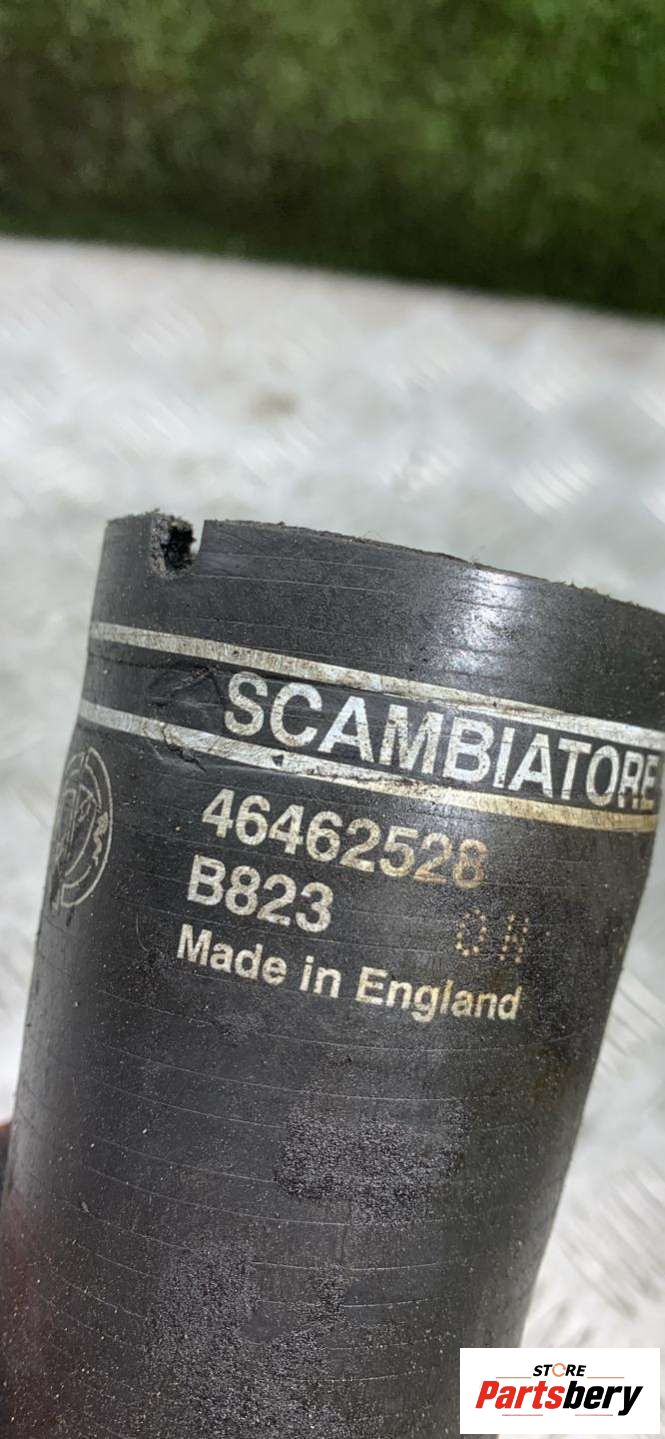 SCAMBIATORE
46462528
B823
Made in England
STORE
Partsbery